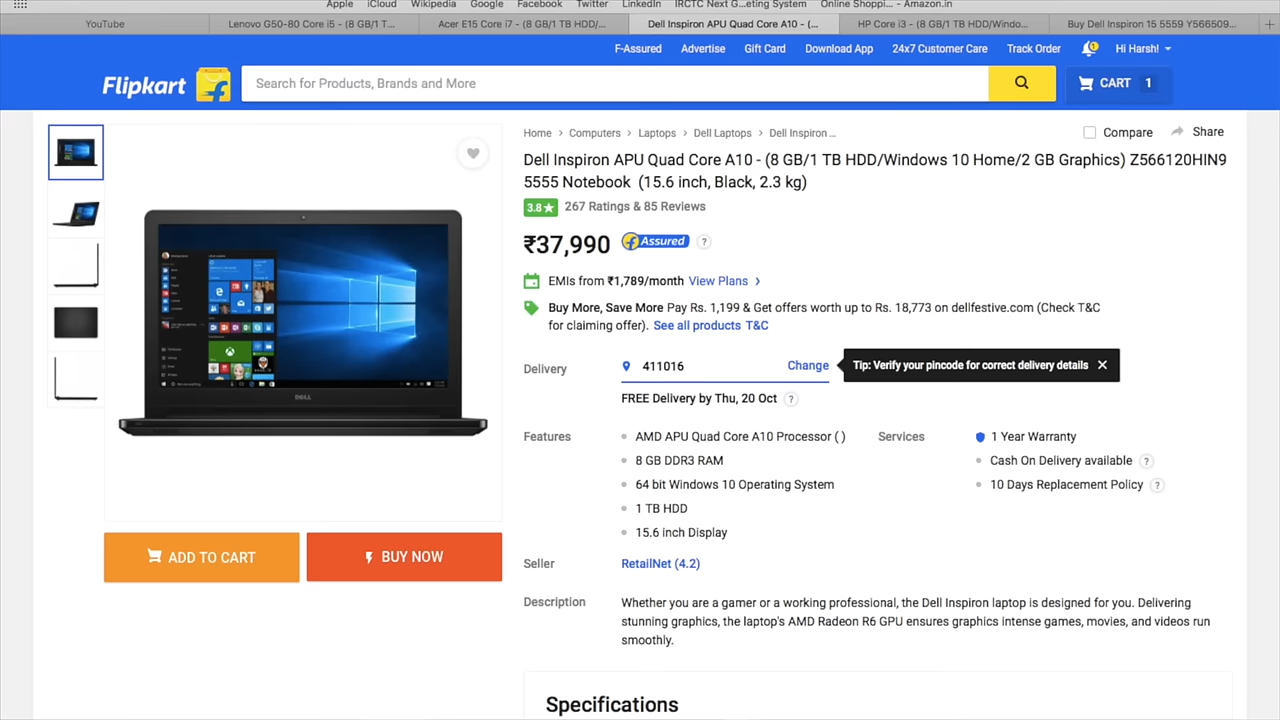 Apple iCloud Wikipedia Google Facebook Twitter LinkedIn IRCTC Next G...eting System Online Shoppi... - Amazon.in
YouTube Lenovo G50-80 Core i5 - (8 GB/1 T... Acer E15 Core i7 - (8 GB/1 TB HDD/... Dell Inspiron APU Quad Core A10 - (... HP Core i3 - (8 GB/1 TB HDD/Windo... Buy Dell Inspiron 15 5559 Y566509...
F-Assured Advertise Gift Card Download App 24x7 Customer Care Track Order 1 Hi Harsh!
Flipkart Search for Products, Brands and More CART 1
Home > Computers > Laptops > Dell Laptops > Dell Inspiron ... Compare Share
Dell Inspiron APU Quad Core A10 - (8 GB/1 TB HDD/Windows 10 Home/2 GB Graphics) Z566120HIN9
5555 Notebook (15.6 inch, Black, 2.3 kg)
3.8★ 267 Ratings & 85 Reviews
₹37,990 Assured ?
EMIs from ₹1,789/month View Plans >
Buy More, Save More Pay Rs. 1,199 & Get offers worth up to Rs. 18,773 on dellfestive.com (Check T&C
for claiming offer). See all products T&C
Delivery 411016 Change Tip: Verify your pincode for correct delivery details
FREE Delivery by Thu, 20 Oct ?
Features
AMD APU Quad Core A10 Processor ( )
8 GB DDR3 RAM
64 bit Windows 10 Operating System
1 TB HDD
15.6 inch Display
Services
1 Year Warranty
Cash On Delivery available ?
10 Days Replacement Policy ?
DELL
ADD TO CART BUY NOW
Seller RetailNet (4.2)
Description Whether you are a gamer or a working professional, the Dell Inspiron laptop is designed for you. Delivering
stunning graphics, the laptop's AMD Radeon R6 GPU ensures graphics intense games, movies, and videos run
smoothly.
Specifications